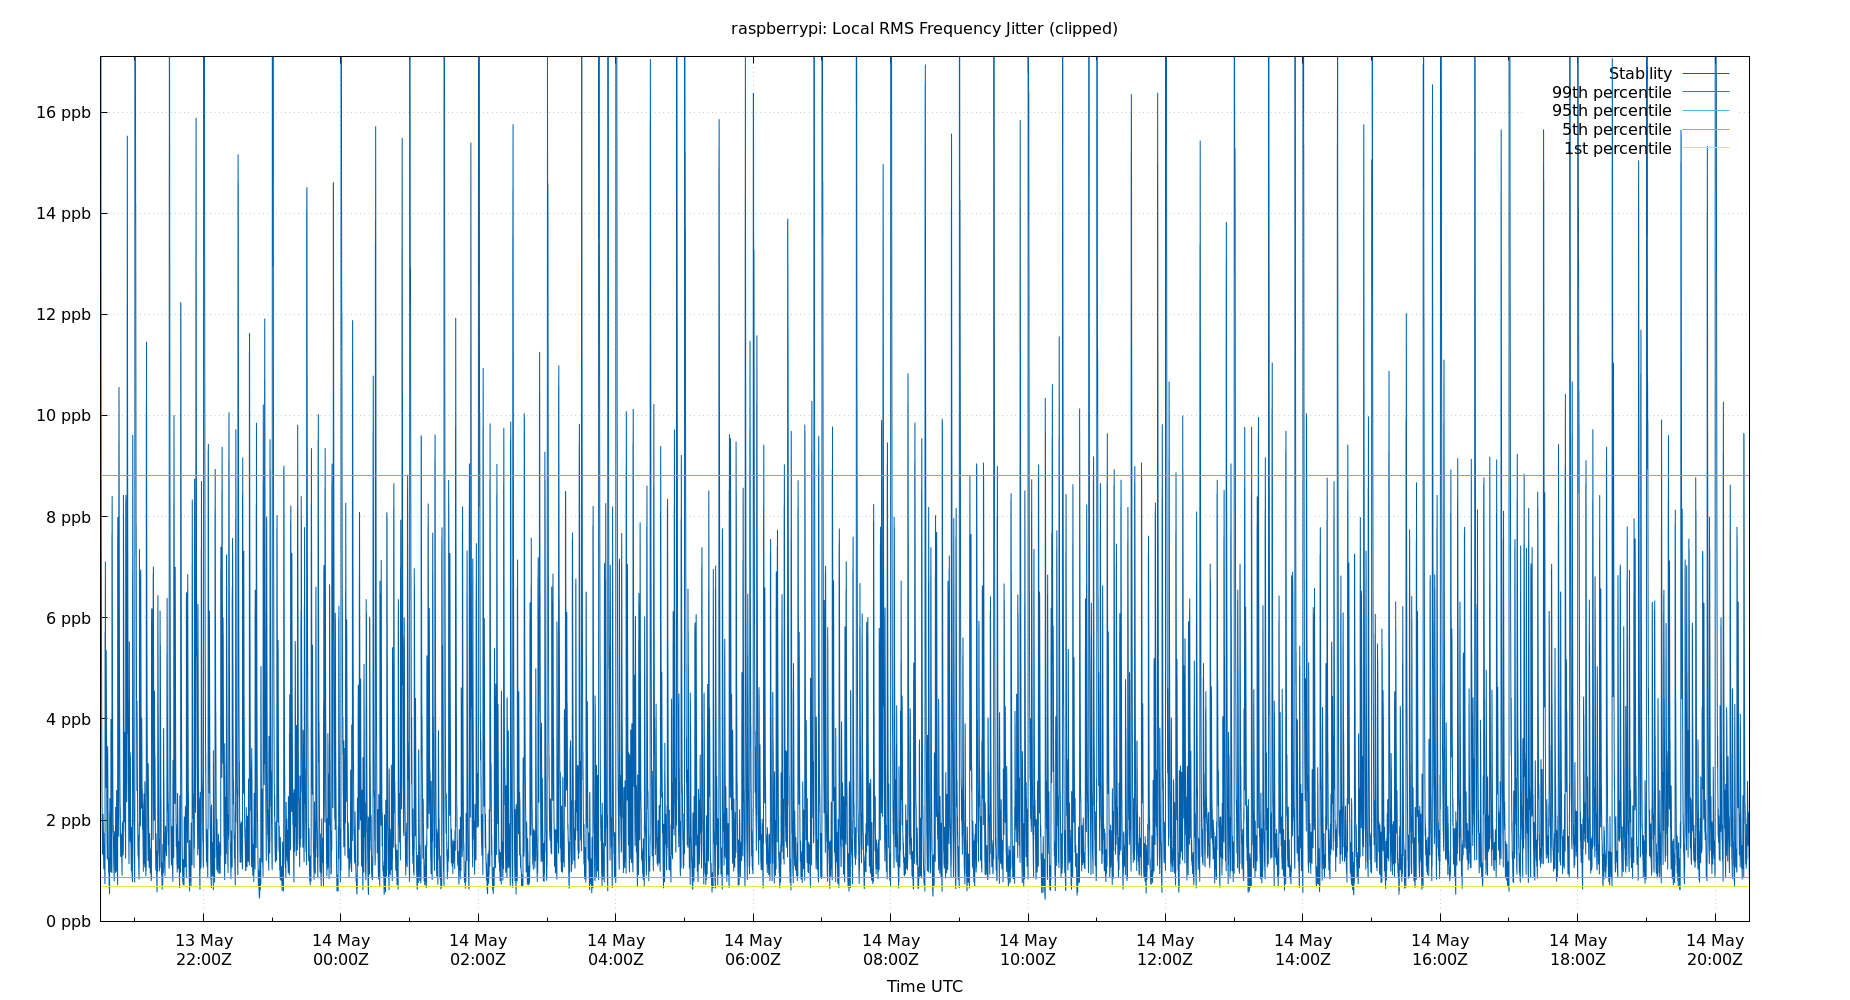 raspberrypi: Local RMS Frequency Jitter (clipped)
Stability
99th percentile
95th percentile
5th percentile
1st percentile
16 ppb
14 ppb
12 ppb
10 ppb
8 ppb
6 ppb
4 ppb
2 ppb
0 ppb
13 May 14 May 14 May 14 May 14 May 14 May 14 May 14 May 14 May 14 May 14 May 14 May
22:00Z 00:00Z 02:00Z 04:00Z 06:00Z 08:00Z 10:00Z 12:00Z 14:00Z 16:00Z 18:00Z 20:00Z
Time UTC